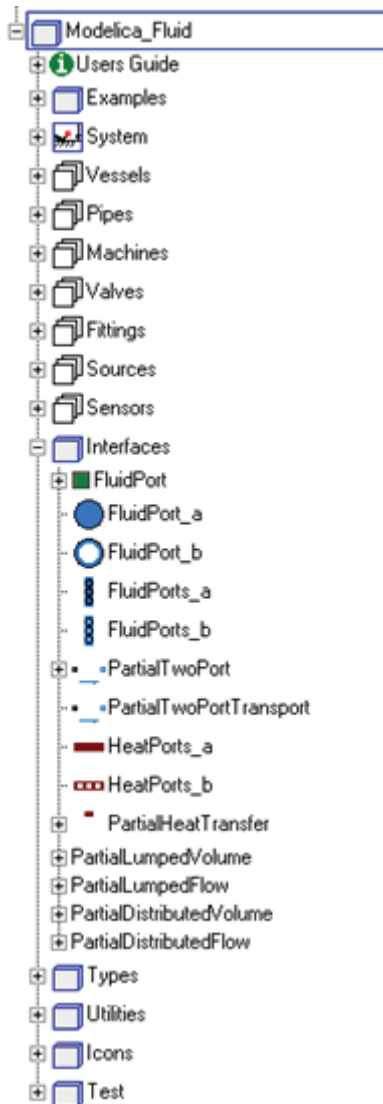 Modelica_Fluid
Users Guide
Examples
System
Vessels
Pipes
Machines
Valves
Fittings
Sources
Sensors
Interfaces
FluidPort
FluidPort_a
FluidPort_b
FluidPorts_a
FluidPorts_b
PartialTwoPort
PartialTwoPortTransport
HeatPorts_a
HeatPorts_b
PartialHeatTransfer
PartialLumpedVolume
PartialLumpedFlow
PartialDistributedVolume
PartialDistributedFlow
Types
Utilities
Icons
Test